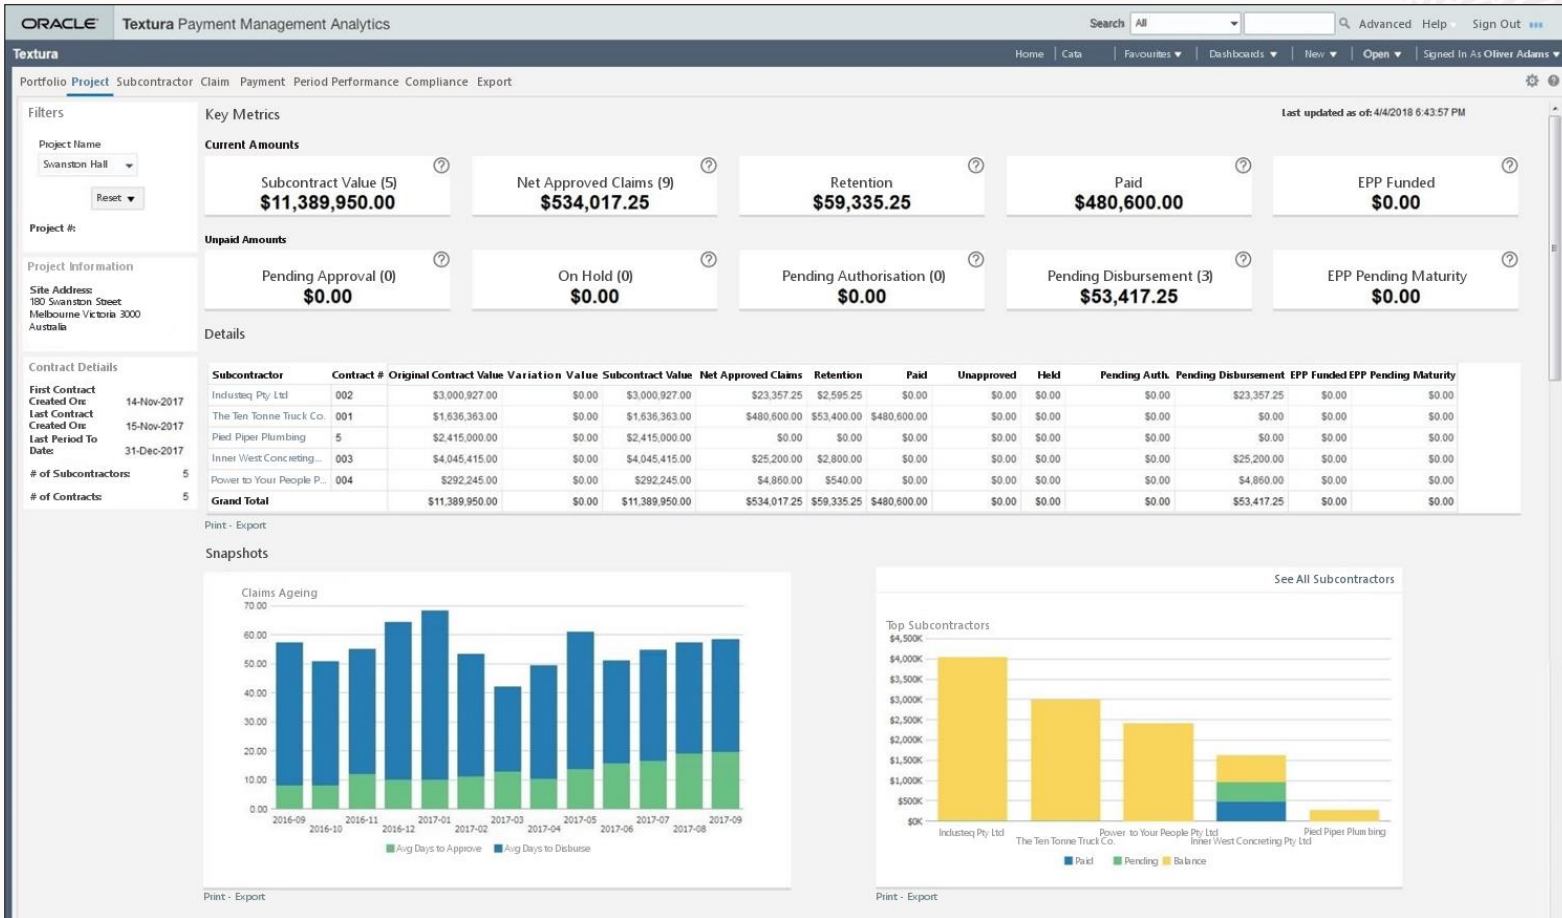 ORACLE Textura Payment Management Analytics Search All Advanced Help Sign Out
Textura Home Cata Favourites Dashboards New Open Signed In As Oliver Adams
Portfolio Project Subcontractor Claim Payment Period Performance Compliance Export
Filters
Project Name
Swanston Hall
Reset
Project #:
Project Information
Site Address:
180 Swanston Street
Melbourne Victoria 3000
Australia
Contract Detiails
First Contract
Created On: 14-Nov-2017
Last Contract
Created On: 15-Nov-2017
Last Period To
Date: 31-Dec-2017
# of Subcontractors: 5
# of Contracts: 5
Key Metrics
Last updated as of: 4/4/2018 6:43:57 PM
Current Amounts
Subcontract Value (5) Net Approved Claims (9) Retention Paid EPP Funded
$11,389,950.00 $534,017.25 $59,335.25 $480,600.00 $0.00
Unpaid Amounts
Pending Approval (0) On Hold (0) Pending Authorisation (0) Pending Disbursement (3) EPP Pending Maturity
$0.00 $0.00 $0.00 $53,417.25 $0.00
Details
Subcontractor Contract # Original Contract Value Variation Value Subcontract Value Net Approved Claims Retention Paid Unapproved Held Pending Auth. Pending Disbursement EPP Funded EPP Pending Maturity
Industeq Pty Ltd 002 $3,000,927.00 $0.00 $3,000,927.00 $23,357.25 $2,595.25 $0.00 $0.00 $0.00 $0.00 $23,357.25 $0.00 $0.00
The Ten Tonne Truck Co. 001 $1,636,363.00 $0.00 $1,636,363.00 $480,600.00 $53,400.00 $480,600.00 $0.00 $0.00 $0.00 $0.00 $0.00 $0.00
Pied Piper Plumbing 5 $2,415,000.00 $0.00 $2,415,000.00 $0.00 $0.00 $0.00 $0.00 $0.00 $0.00 $0.00 $0.00 $0.00
Inner West Concreting... 003 $4,045,415.00 $0.00 $4,045,415.00 $25,200.00 $2,800.00 $0.00 $0.00 $0.00 $0.00 $25,200.00 $0.00 $0.00
Power to Your People P... 004 $292,245.00 $0.00 $292,245.00 $4,860.00 $540.00 $0.00 $0.00 $0.00 $0.00 $4,860.00 $0.00 $0.00
Grand Total $11,389,950.00 $0.00 $11,389,950.00 $534,017.25 $59,335.25 $480,600.00 $0.00 $0.00 $0.00 $53,417.25 $0.00 $0.00
Print - Export
Snapshots
Claims Ageing
70.00
60.00
50.00
40.00
30.00
20.00
10.00
0.00
2016-09 2016-10 2016-11 2016-12 2017-01 2017-02 2017-03 2017-04 2017-05 2017-06 2017-07 2017-08 2017-09
Avg Days to Approve Avg Days to Disburse
Print - Export
See All Subcontractors
Top Subcontractors
$4,500K
$4,000K
$3,500K
$3,000K
$2,500K
$2,000K
$1,500K
$1,000K
$500K
$0K
Industeq Pty Ltd The Ten Tonne Truck Co. Power to Your People Pty Ltd Inner West Concreting Pty Ltd Pied Piper Plumbing
Paid Pending Balance
Print - Export